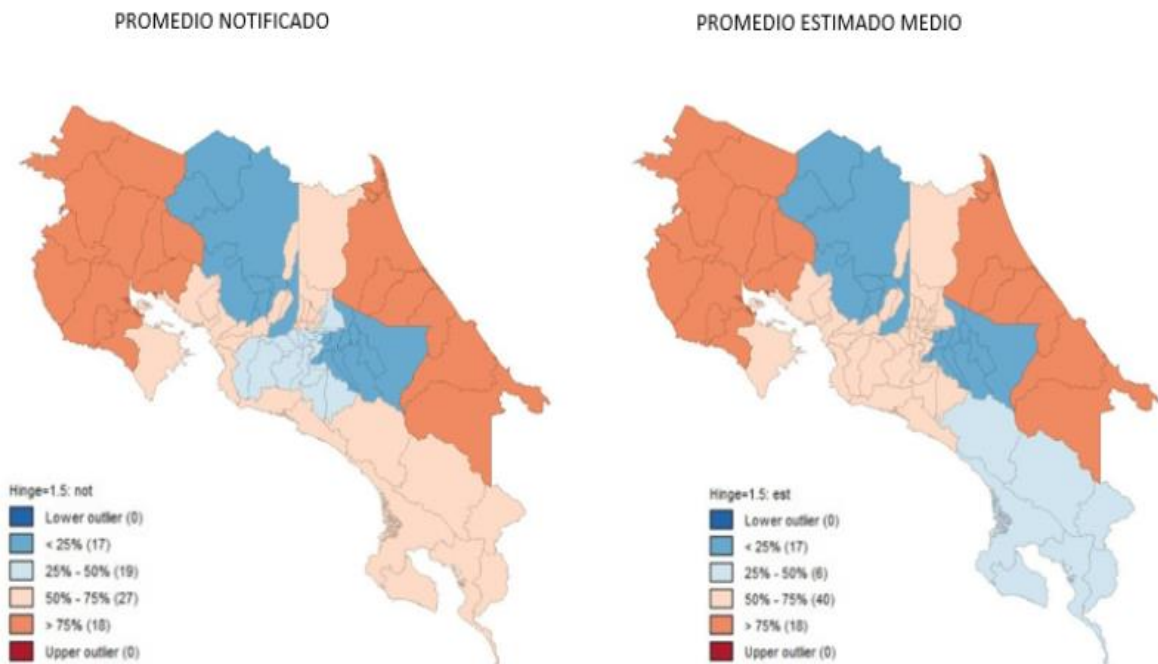 PROMEDIO NOTIFICADO
PROMEDIO ESTIMADO MEDIO
Hinge=1.5: not
Lower outlier (0)
< 25% (17)
25% - 50% (19)
50% - 75% (27)
> 75% (18)
Upper outlier (0)
Hinge=1.5: est
Lower outlier (0)
< 25% (17)
25% - 50% (6)
50% - 75% (40)
> 75% (18)
Upper outlier (0)